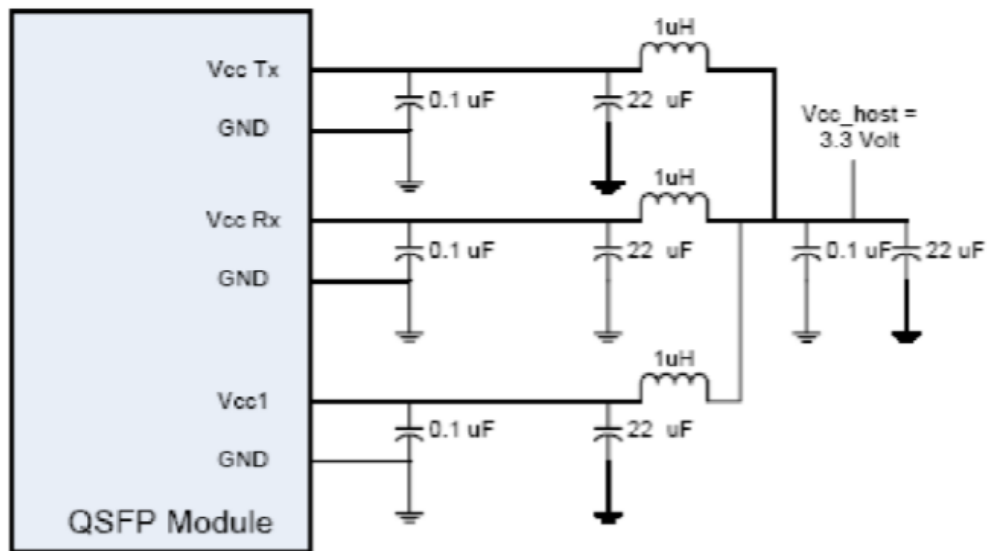 1uH
Vcc Tx
0.1 uF
22 uF
GND
Vcc_host =
3.3 Volt
1uH
Vcc Rx
0.1 uF
22 uF
0.1 uF
22 uF
GND
1uH
Vcc1
0.1 uF
22 uF
GND
QSFP Module